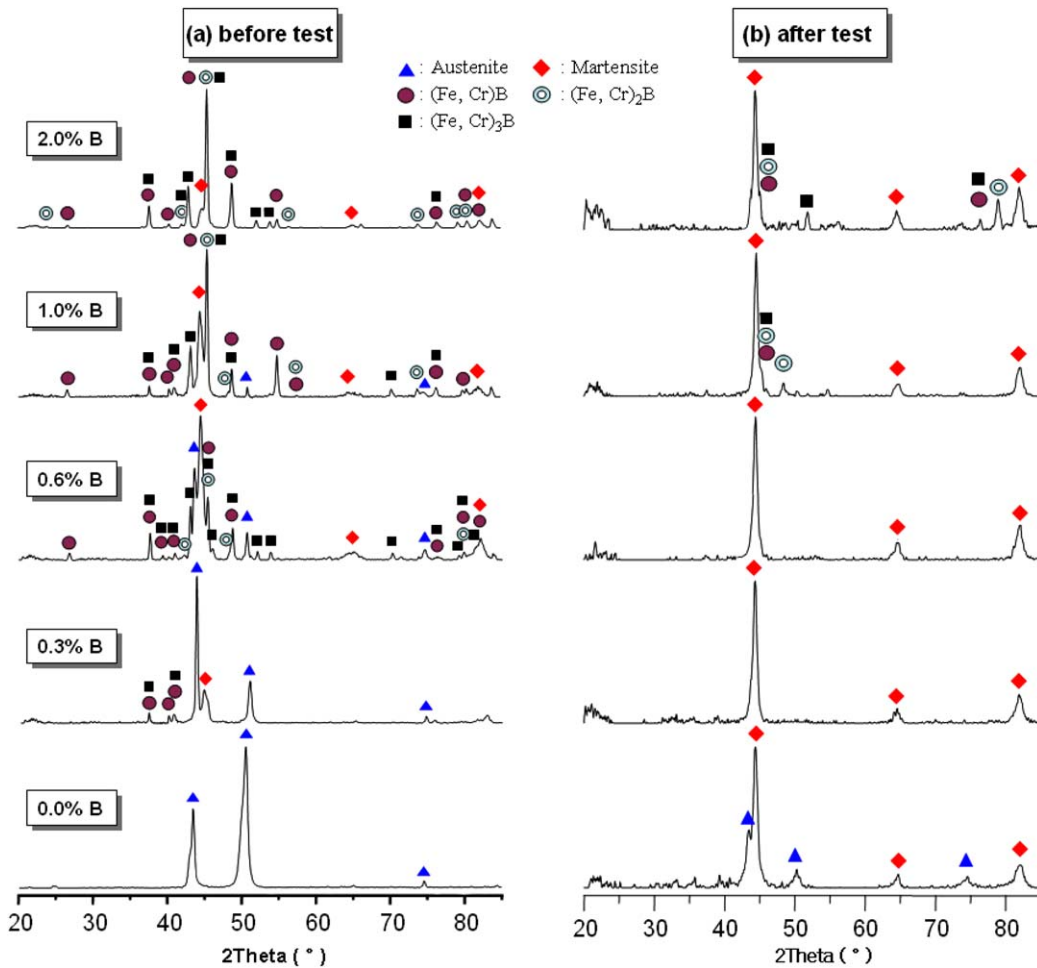 (a) before test
(b) after test
: Austenite
: Martensite
: (Fe, Cr)B
: (Fe, Cr)₂B
: (Fe, Cr)₃B
2.0% B
1.0% B
0.6% B
0.3% B
0.0% B
20 30 40 50 60 70 80
2Theta ( ° )
20 30 40 50 60 70 80
2Theta ( ° )